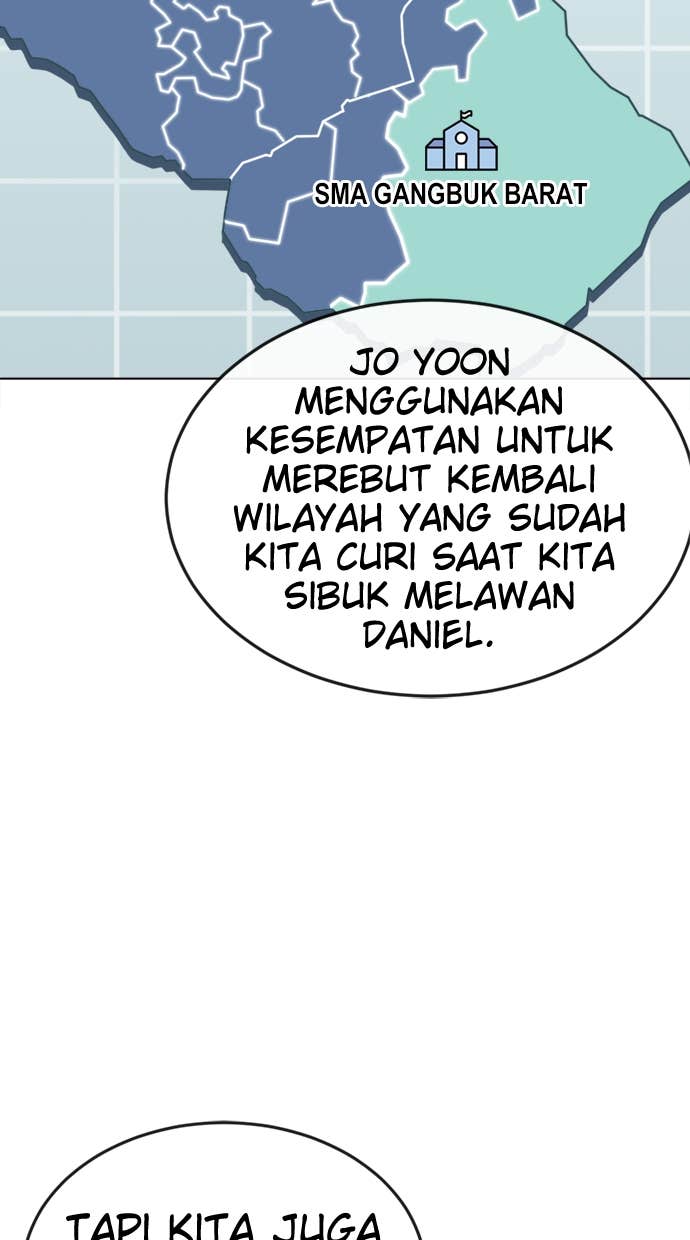 SMA GANGBUK BARAT
JO YOON
MENGGUNAKAN
KESEMPATAN UNTUK
MEREBUT KEMBALI
WILAYAH YANG SUDAH
KITA CURI SAAT KITA
SIBUK MELAWAN
DANIEL.
TAPI KITA JUGA